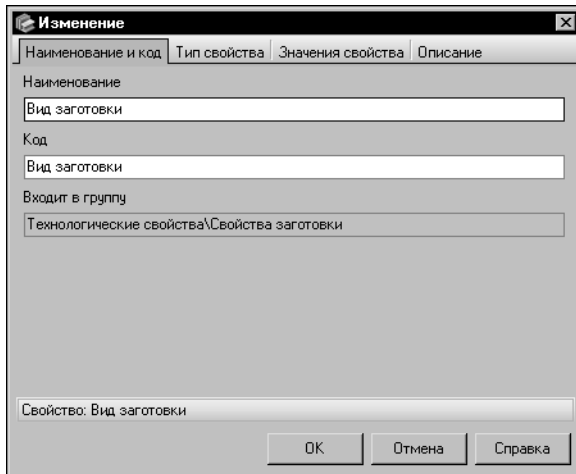 Изменение
Наименование и код Тип свойства Значения свойства Описание
Наименование
Вид заготовки
Код
Вид заготовки
Входит в группу
Технологические свойства\Свойства заготовки
Свойство: Вид заготовки
OK Отмена Справка